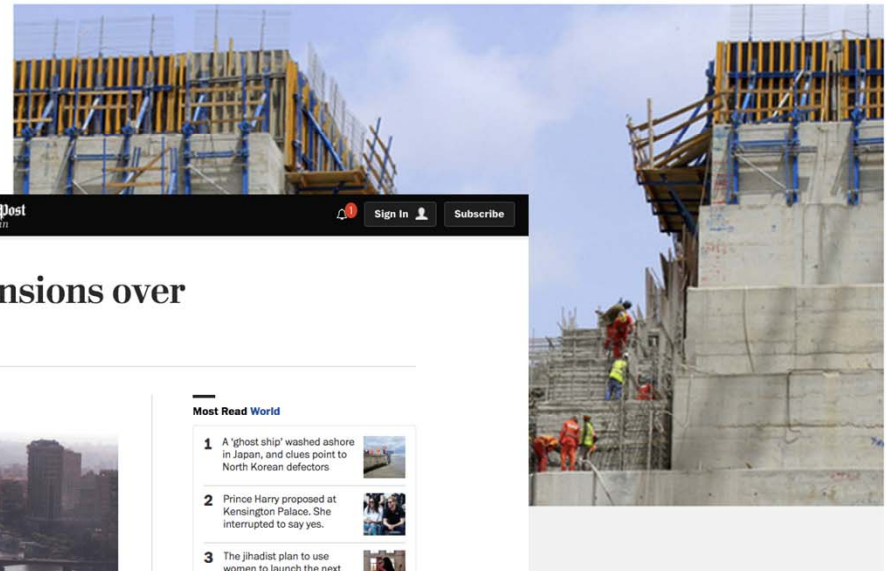 Post
1
Sign In
Subscribe
nsions over
Most Read World
1 A 'ghost ship' washed ashore
in Japan, and clues point to
North Korean defectors
2 Prince Harry proposed at
Kensington Palace. She
interrupted to say yes.
3 The jihadist plan to use
women to launch the next